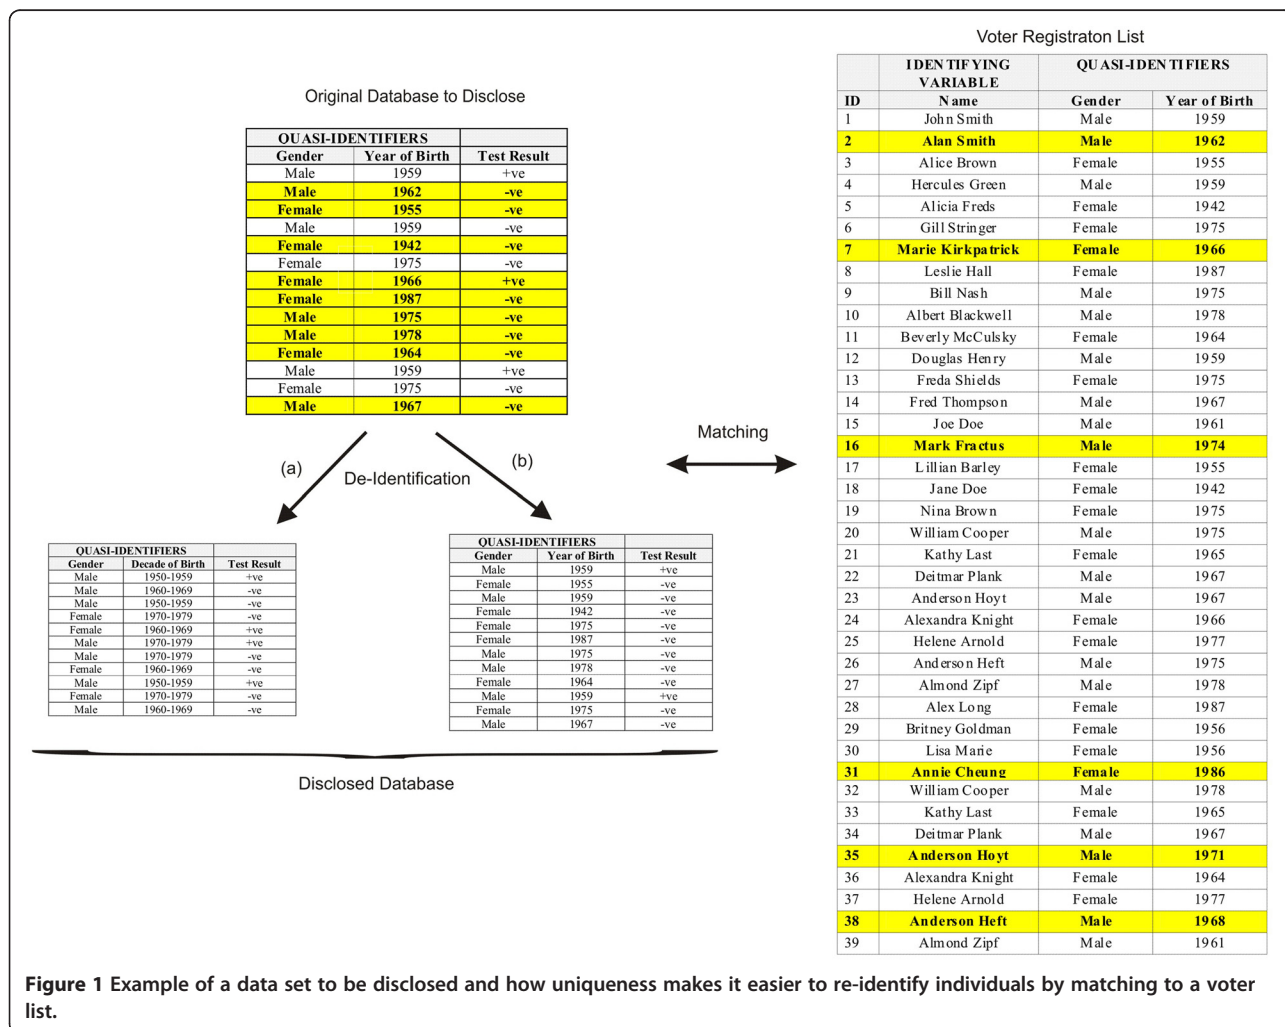 Original Database to Disclose
QUASI-IDENTIFIERS
Gender Year of Birth Test Result
Male 1959 +ve
Male 1962 -ve
Female 1955 -ve
Male 1959 -ve
Female 1942 -ve
Female 1975 -ve
Female 1966 +ve
Female 1987 -ve
Male 1975 -ve
Male 1978 -ve
Female 1964 -ve
Male 1959 +ve
Female 1975 -ve
Male 1967 -ve
(a)
De-Identification
(b)
Matching
QUASI-IDENTIFIERS
Gender Decade of Birth Test Result
Male 1950-1959 +ve
Male 1960-1969 -ve
Male 1950-1959 -ve
Female 1970-1979 -ve
Female 1960-1969 +ve
Male 1970-1979 +ve
Male 1970-1979 -ve
Female 1960-1969 -ve
Male 1950-1959 +ve
Female 1970-1979 -ve
Male 1960-1969 -ve
QUASI-IDENTIFIERS
Gender Year of Birth Test Result
Male 1959 +ve
Female 1955 -ve
Male 1959 -ve
Female 1942 -ve
Female 1975 -ve
Female 1987 -ve
Male 1975 -ve
Male 1978 -ve
Female 1964 -ve
Male 1959 +ve
Female 1975 -ve
Male 1967 -ve
Disclosed Database
Voter Registraton List
IDENTIFYING QUASI-IDENTIFIERS
VARIABLE
ID Name Gender Year of Birth
1 John Smith Male 1959
2 Alan Smith Male 1962
3 Alice Brown Female 1955
4 Hercules Green Male 1959
5 Alicia Freds Female 1942
6 Gill Stringer Female 1975
7 Marie Kirkpatrick Female 1966
8 Leslie Hall Female 1987
9 Bill Nash Male 1975
10 Albert Blackwell Male 1978
11 Beverly McCulsky Female 1964
12 Douglas Henry Male 1959
13 Freda Shields Female 1975
14 Fred Thompson Male 1967
15 Joe Doe Male 1961
16 Mark Fractus Male 1974
17 Lillian Barley Female 1955
18 Jane Doe Female 1942
19 Nina Brown Female 1975
20 William Cooper Male 1975
21 Kathy Last Female 1965
22 Deitmar Plank Male 1967
23 Anderson Hoyt Male 1967
24 Alexandra Knight Female 1966
25 Helene Arnold Female 1977
26 Anderson Heft Male 1975
27 Almond Zipf Male 1978
28 Alex Long Female 1987
29 Britney Goldman Female 1956
30 Lisa Marie Female 1956
31 Annie Cheung Female 1986
32 William Cooper Male 1978
33 Kathy Last Female 1965
34 Deitmar Plank Male 1967
35 Anderson Hoyt Male 1971
36 Alexandra Knight Female 1964
37 Helene Arnold Female 1977
38 Anderson Heft Male 1968
39 Almond Zipf Male 1961
Figure 1 Example of a data set to be disclosed and how uniqueness makes it easier to re-identify individuals by matching to a voter
list.